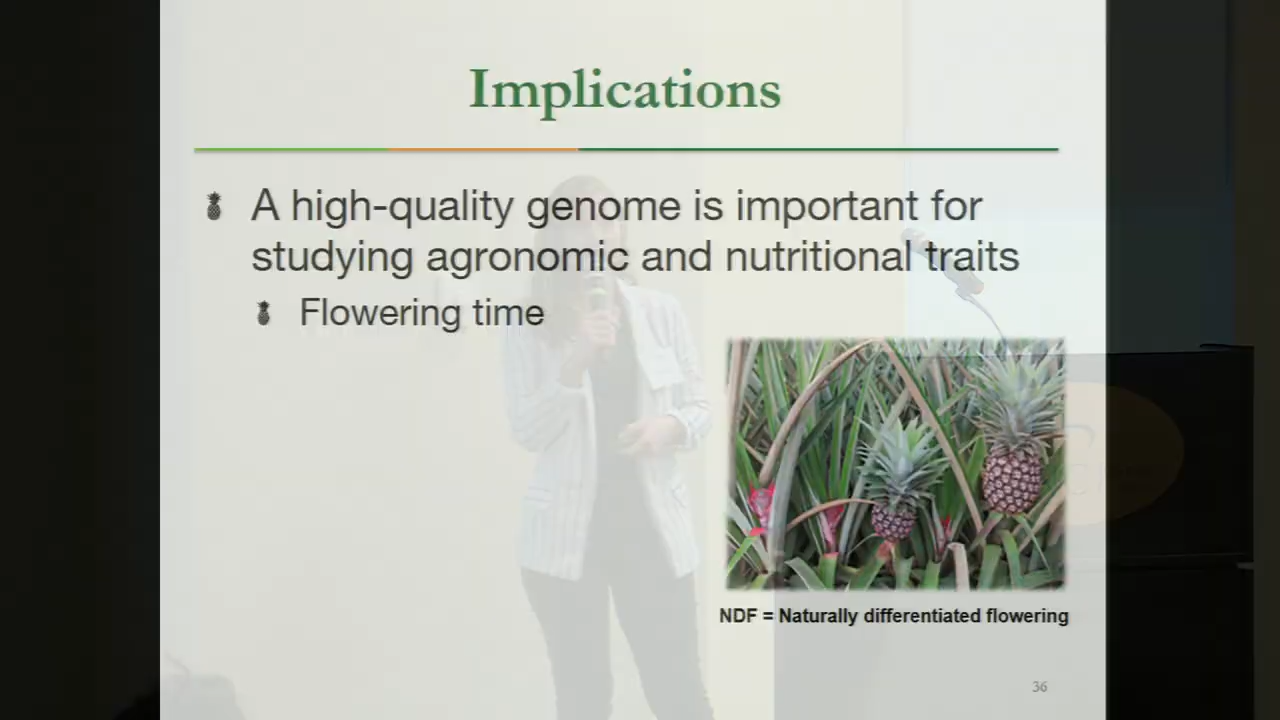 Implications
A high-quality genome is important for
studying agronomic and nutritional traits
Flowering time
NDF = Naturally differentiated flowering
36